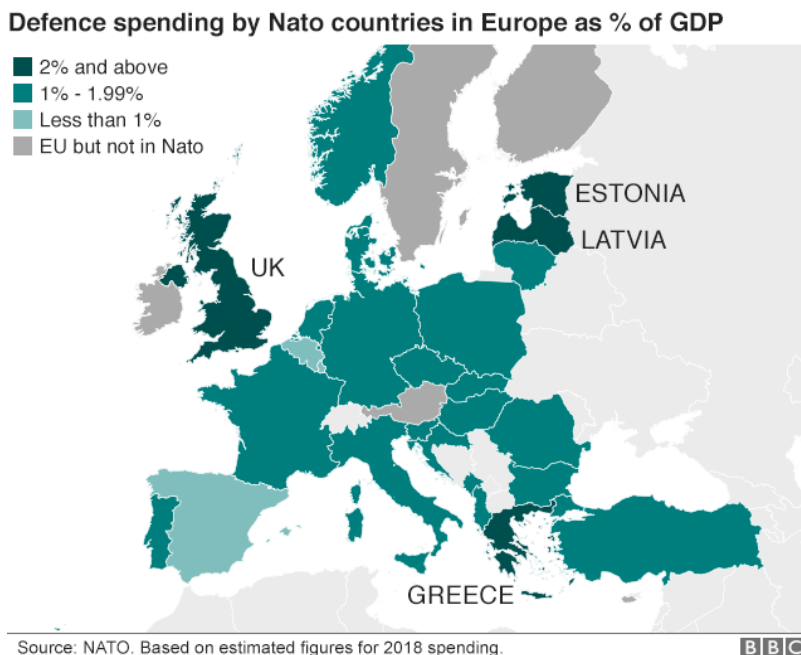 Defence spending by Nato countries in Europe as % of GDP
2% and above
1% - 1.99%
Less than 1%
EU but not in Nato
ESTONIA
LATVIA
UK
GREECE
Source: NATO. Based on estimated figures for 2018 spending.
BBC